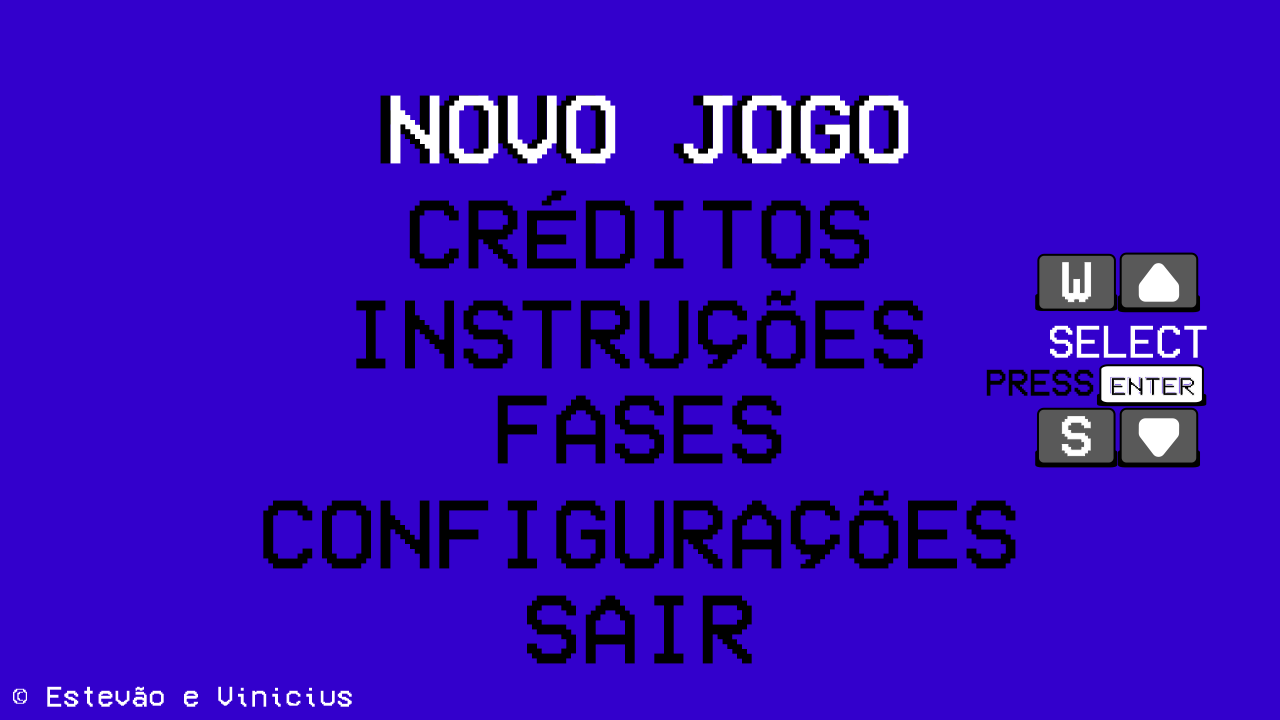 NOVO JOGO
CRÉDITOS
INSTRUÇÕES
FASES
CONFIGURAÇÕES
SAIR
W
SELECT
PRESS ENTER
S
© Estevão e Vinicius